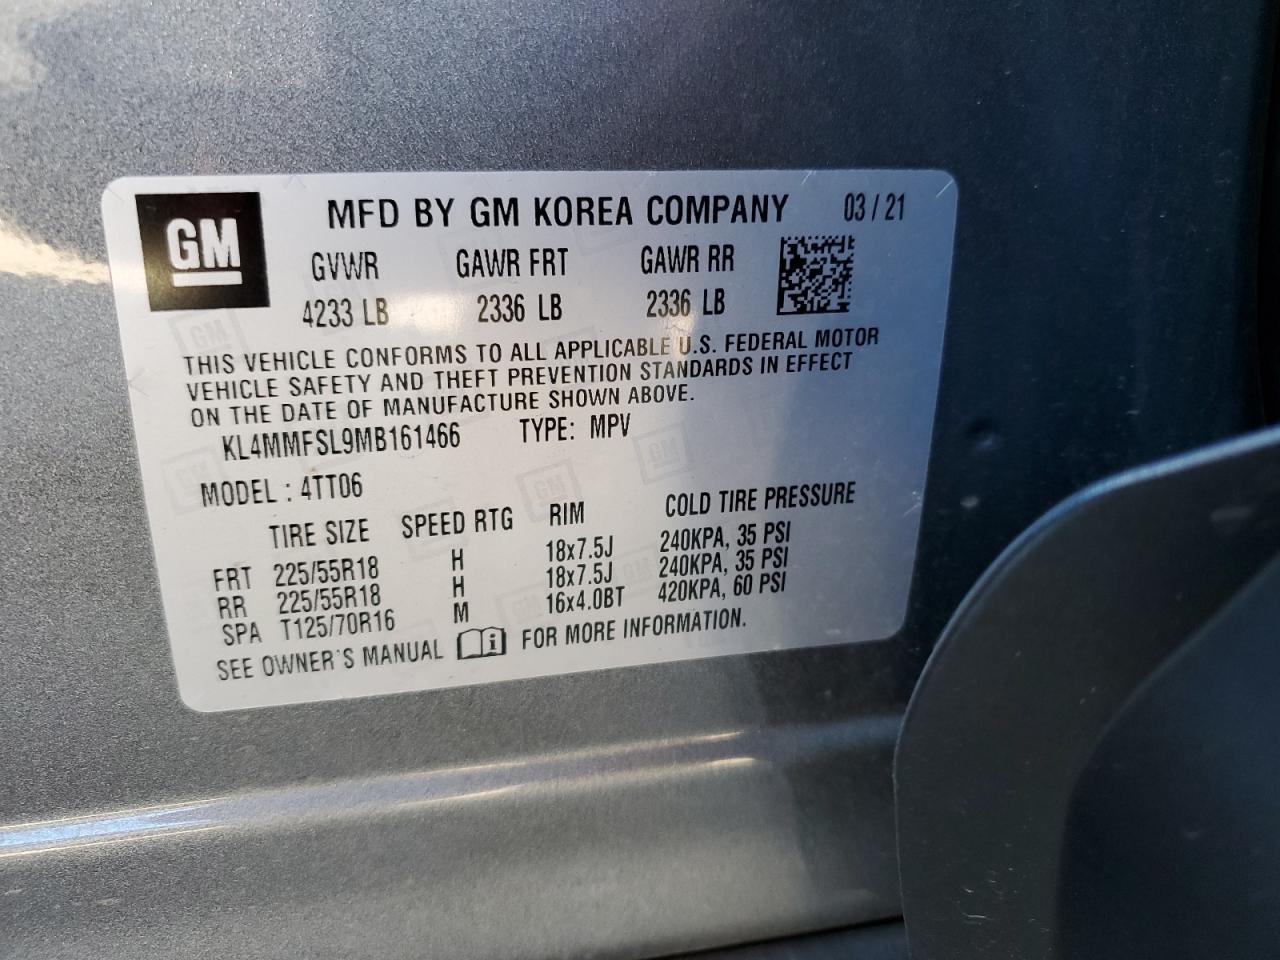 GM
MFD BY GM KOREA COMPANY 03 / 21
GVWR GAWR FRT GAWR RR
4233 LB 2336 LB 2336 LB
THIS VEHICLE CONFORMS TO ALL APPLICABLE U.S. FEDERAL MOTOR
VEHICLE SAFETY AND THEFT PREVENTION STANDARDS IN EFFECT
ON THE DATE OF MANUFACTURE SHOWN ABOVE.
KL4MMFSL9MB161466 TYPE: MPV
MODEL : 4TT06
TIRE SIZE SPEED RTG RIM COLD TIRE PRESSURE
FRT 225/55R18 H 18x7.5J 240KPA, 35 PSI
RR 225/55R18 H 18x7.5J 240KPA, 35 PSI
SPA T125/70R16 M 16x4.0BT 420KPA, 60 PSI
SEE OWNER'S MANUAL i FOR MORE INFORMATION.